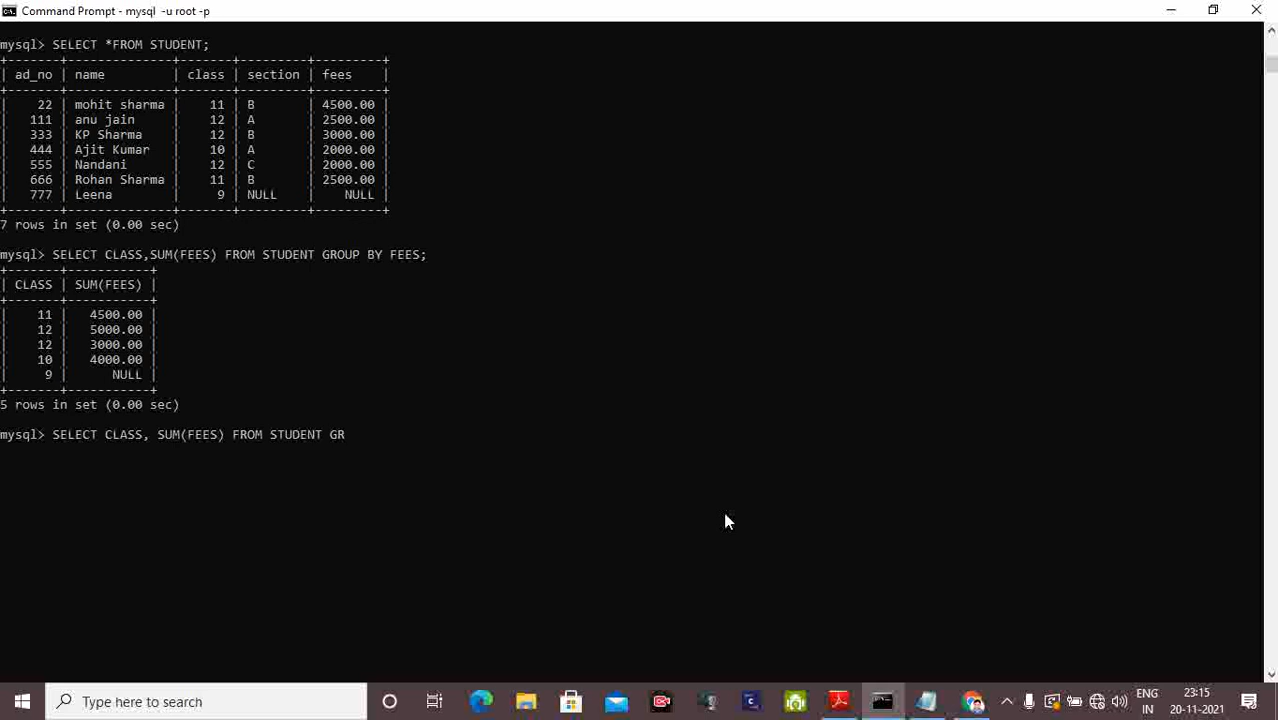 Command Prompt - mysql  -u root -p
mysql> SELECT *FROM STUDENT;
+-------+--------------+-------+---------+---------+
| ad_no | name         | class | section | fees    |
+-------+--------------+-------+---------+---------+
|    22 | mohit sharma |    11 | B       | 4500.00 |
|   111 | anu jain     |    12 | A       | 2500.00 |
|   333 | KP Sharma    |    12 | B       | 3000.00 |
|   444 | Ajit Kumar   |    10 | A       | 2000.00 |
|   555 | Nandani      |    12 | C       | 2000.00 |
|   666 | Rohan Sharma |    11 | B       | 2500.00 |
|   777 | Leena        |     9 | NULL    |    NULL |
+-------+--------------+-------+---------+---------+
7 rows in set (0.00 sec)
mysql> SELECT CLASS,SUM(FEES) FROM STUDENT GROUP BY FEES;
+-------+-----------+
| CLASS | SUM(FEES) |
+-------+-----------+
|    11 |   4500.00 |
|    12 |   5000.00 |
|    12 |   3000.00 |
|    10 |   4000.00 |
|     9 |      NULL |
+-------+-----------+
5 rows in set (0.00 sec)
mysql> SELECT CLASS, SUM(FEES) FROM STUDENT GR
Type here to search
ENG
IN
23:15
20-11-2021